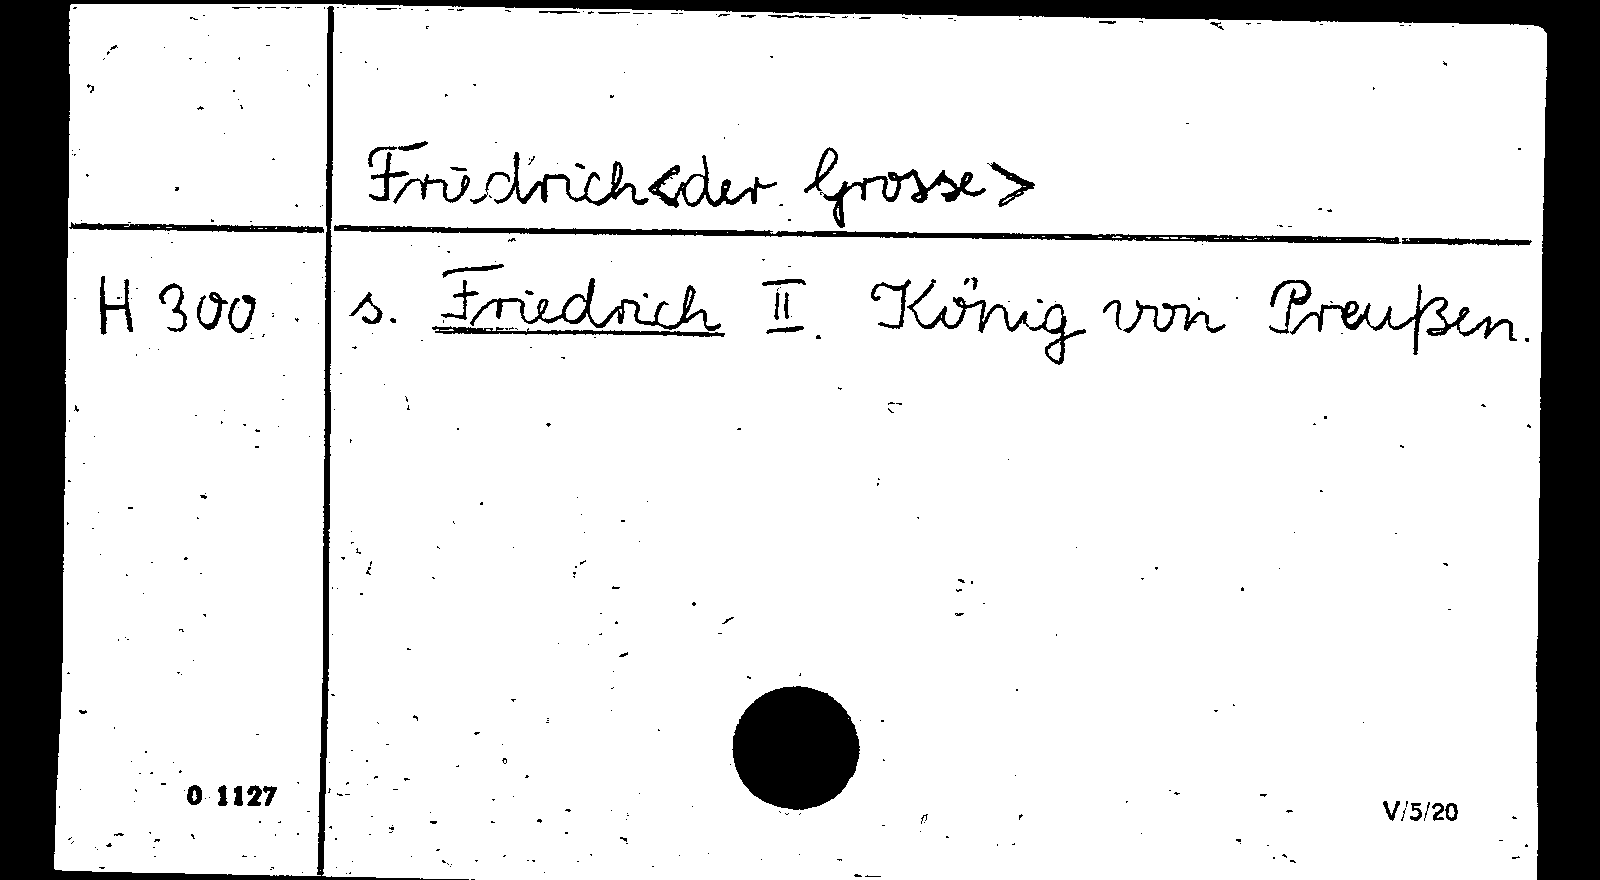 Friedrich <der Grosse>
H 300 s. Friedrich II. König von Preußen.
0 1127
V/5/20